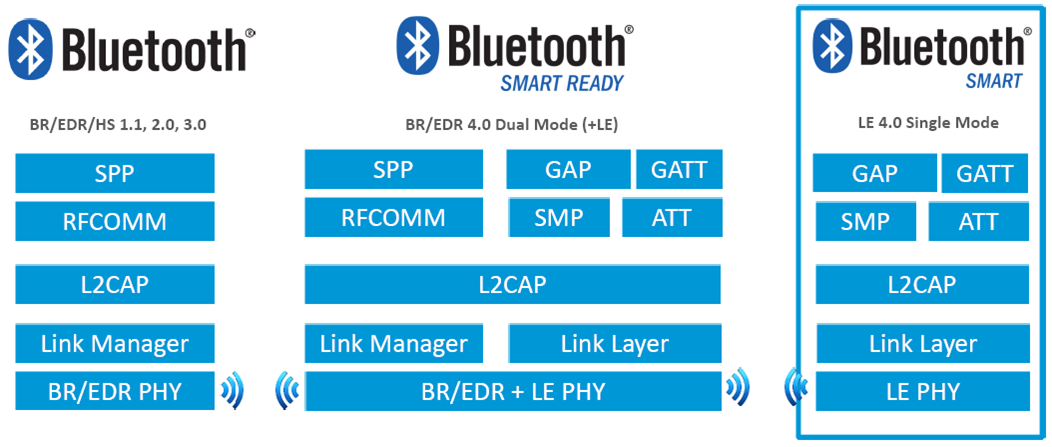 Bluetooth®
BR/EDR/HS 1.1, 2.0, 3.0
SPP
RFCOMM
L2CAP
Link Manager
BR/EDR PHY
Bluetooth®
SMART READY
BR/EDR 4.0 Dual Mode (+LE)
SPP GAP GATT
RFCOMM SMP ATT
L2CAP
Link Manager Link Layer
BR/EDR + LE PHY
Bluetooth®
SMART
LE 4.0 Single Mode
GAP GATT
SMP ATT
L2CAP
Link Layer
LE PHY